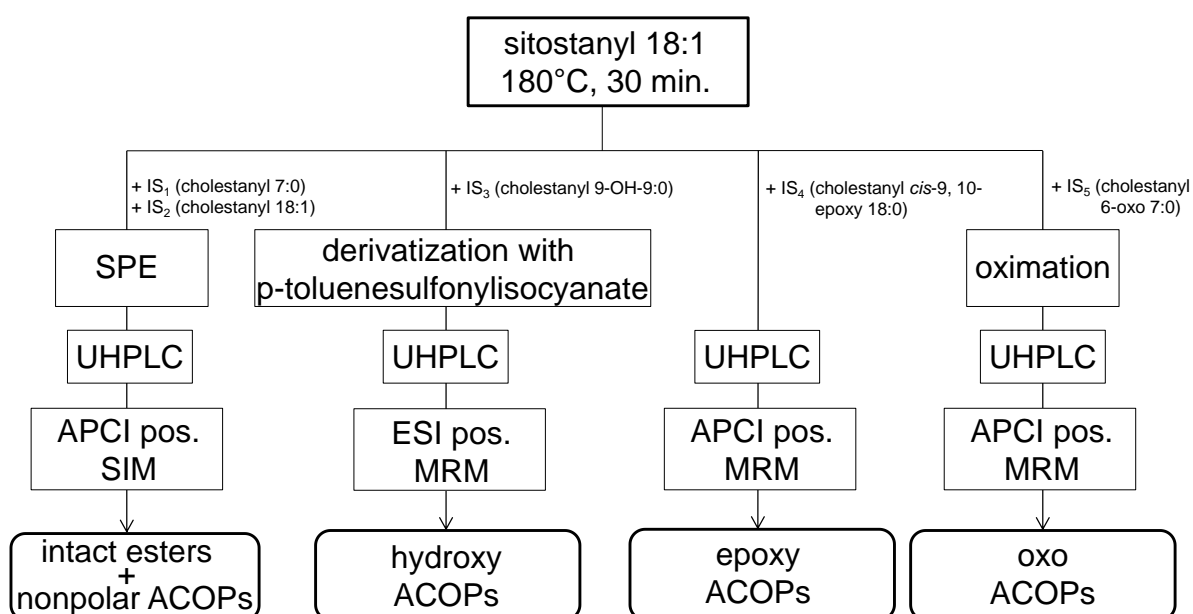 sitostanyl 18:1
180°C, 30 min.
+ IS₁ (cholestanyl 7:0)
+ IS₂ (cholestanyl 18:1)
+ IS₃ (cholestanyl 9-OH-9:0)
+ IS₄ (cholestanyl cis-9, 10-
epoxy 18:0)
+ IS₅ (cholestanyl
6-oxo 7:0)
SPE
derivatization with
p-toluenesulfonylisocyanate
oximation
UHPLC
UHPLC
UHPLC
UHPLC
APCI pos.
SIM
ESI pos.
MRM
APCI pos.
MRM
APCI pos.
MRM
intact esters
+
nonpolar ACOPs
hydroxy
ACOPs
epoxy
ACOPs
oxo
ACOPs